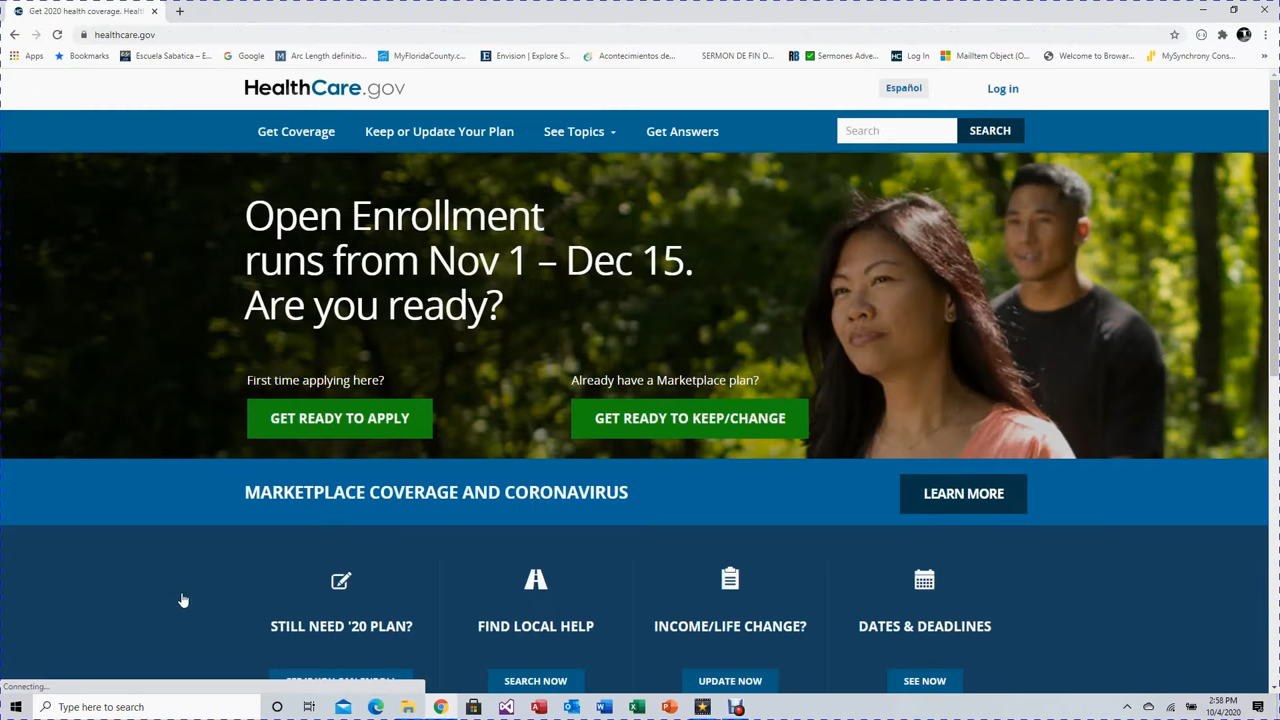 Get 2020 health coverage. Healt
healthcare.gov
Apps
Bookmarks
Escuela Sabatica – E...
Google
Arc Length definitio...
MyFloridaCounty.c...
Envision | Explore S...
Acontecimientos de...
SERMON DE FIN D...
Sermones Adve...
Log In
MailItem Object (O...
Welcome to Browar...
MySynchrony Cons...
HealthCare.gov
Español
Log in
Get Coverage
Keep or Update Your Plan
See Topics
Get Answers
Search
SEARCH
Open Enrollment
runs from Nov 1 – Dec 15.
Are you ready?
First time applying here?
Already have a Marketplace plan?
GET READY TO APPLY
GET READY TO KEEP/CHANGE
MARKETPLACE COVERAGE AND CORONAVIRUS
LEARN MORE
STILL NEED '20 PLAN?
FIND LOCAL HELP
INCOME/LIFE CHANGE?
DATES & DEADLINES
SEARCH NOW
UPDATE NOW
SEE NOW
Connecting...
Type here to search
2:58 PM
10/4/2020